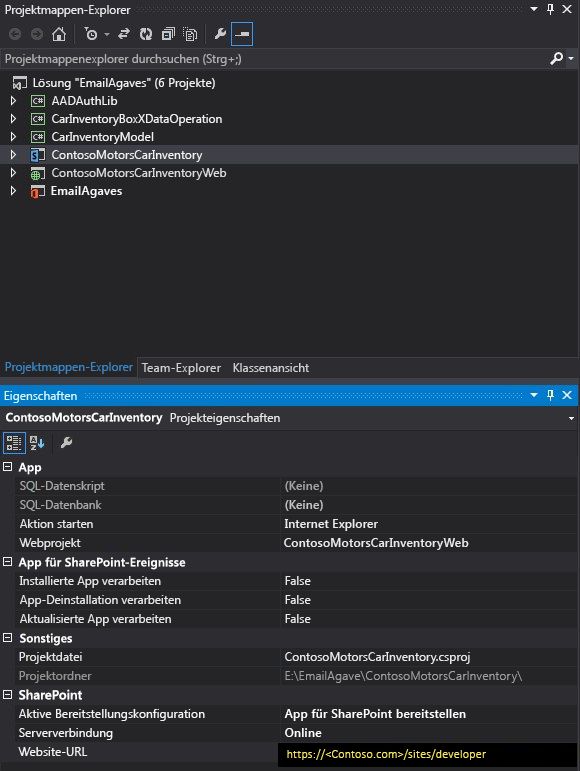 Projektmappen-Explorer
Projektmappenexplorer durchsuchen (Strg+;)
Lösung "EmailAgaves" (6 Projekte)
C# AADAuthLib
C# CarInventoryBoxXDataOperation
C# CarInventoryModel
ContosoMotorsCarInventory
ContosoMotorsCarInventoryWeb
EmailAgaves
Projektmappen-Explorer Team-Explorer Klassenansicht
Eigenschaften
ContosoMotorsCarInventory Projekteigenschaften
App
SQL-Datenskript (Keine)
SQL-Datenbank (Keine)
Aktion starten Internet Explorer
Webprojekt ContosoMotorsCarInventoryWeb
App für SharePoint-Ereignisse
Installierte App verarbeiten False
App-Deinstallation verarbeiten False
Aktualisierte App verarbeiten False
Sonstiges
Projektdatei ContosoMotorsCarInventory.csproj
Projektordner E:\EmailAgave\ContosoMotorsCarInventory\
SharePoint
Aktive Bereitstellungskonfiguration App für SharePoint bereitstellen
Serververbindung Online
Website-URL https://<Contoso.com>/sites/developer